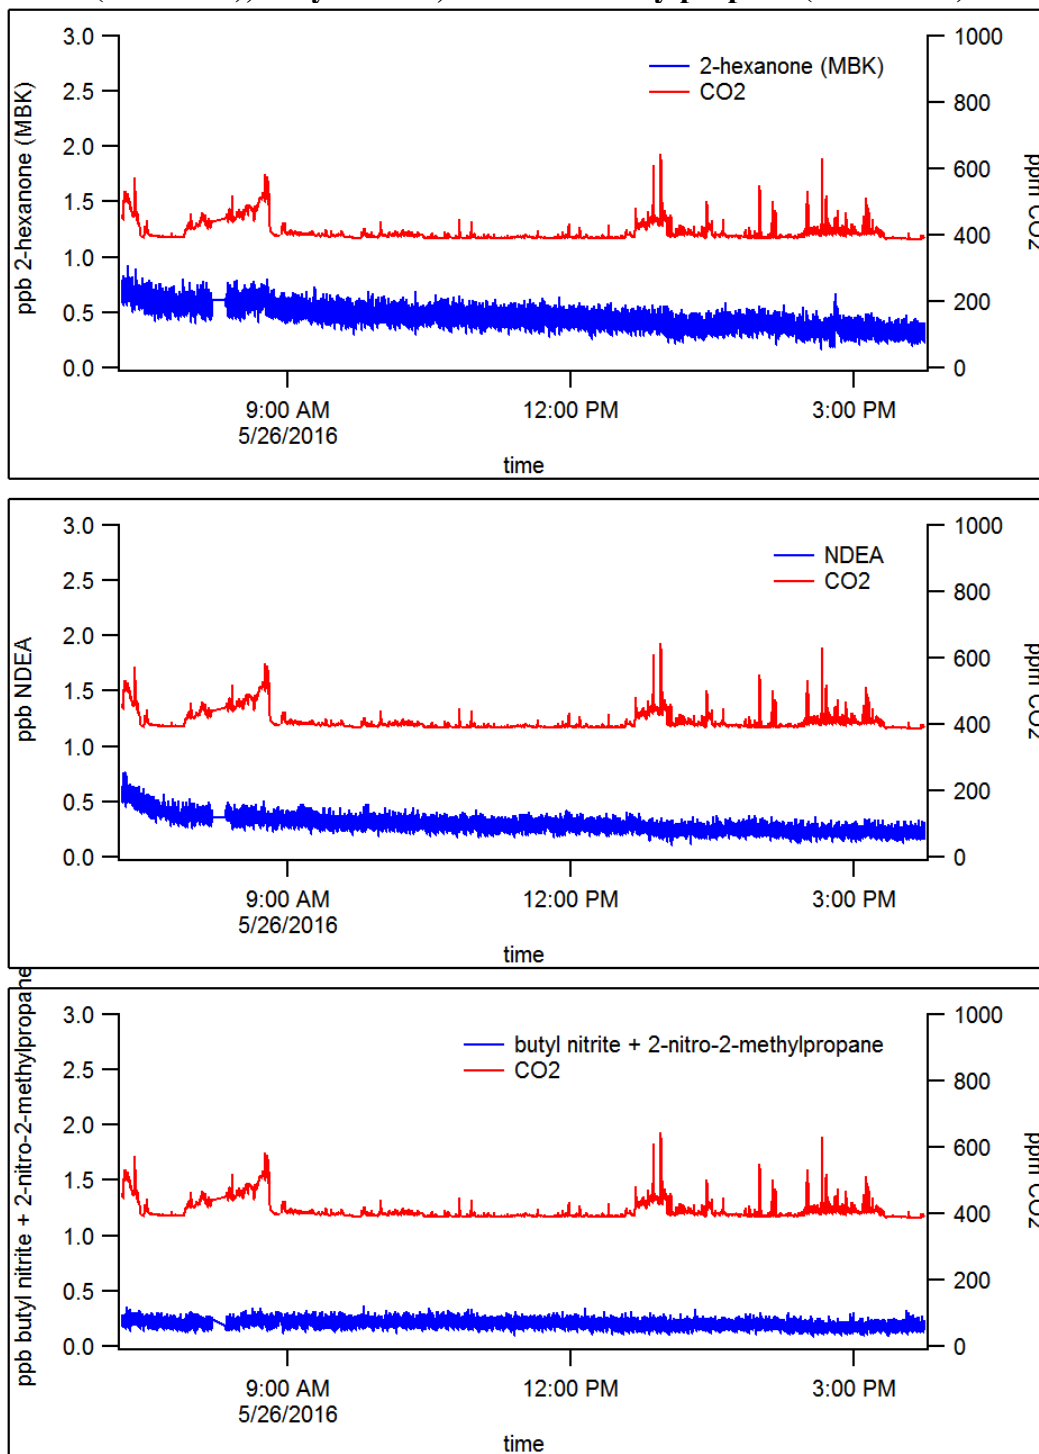 3.0
2.5
2.0
1.5
1.0
0.5
0.0
ppb 2-hexanone (MBK)
2-hexanone (MBK)
CO2
1000
800
600
400
200
0
ppm CO2
9:00 AM
5/26/2016
12:00 PM
3:00 PM
time
3.0
2.5
2.0
1.5
1.0
0.5
0.0
ppb NDEA
NDEA
CO2
1000
800
600
400
200
0
ppm CO2
9:00 AM
5/26/2016
12:00 PM
3:00 PM
time
3.0
2.5
2.0
1.5
1.0
0.5
0.0
ppb butyl nitrite + 2-nitro-2-methylpropane
butyl nitrite + 2-nitro-2-methylpropane
CO2
1000
800
600
400
200
0
ppm CO2
9:00 AM
5/26/2016
12:00 PM
3:00 PM
time